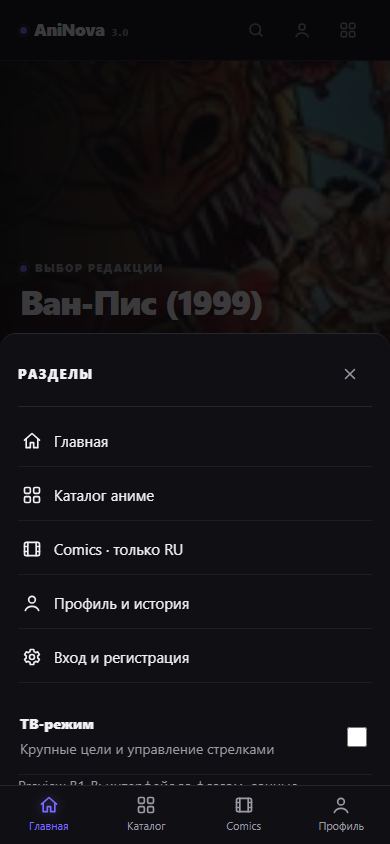 AniNova 3.0
ВЫБОР РЕДАКЦИИ
Ван-Пис (1999)
РАЗДЕЛЫ
Главная
Каталог аниме
Comics · только RU
Профиль и история
Вход и регистрация
ТВ-режим
Крупные цели и управление стрелками
Главная
Каталог
Comics
Профиль